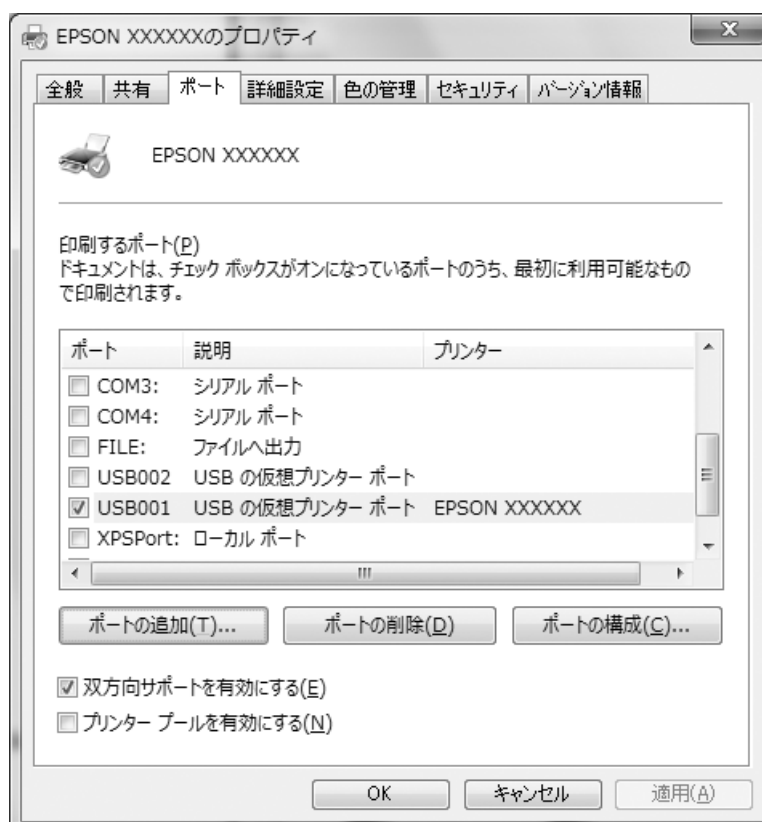 EPSON XXXXXXのプロパティ
全般 共有 ポート 詳細設定 色の管理 セキュリティ バージョン情報
EPSON XXXXXX
印刷するポート(P)
ドキュメントは、チェック ボックスがオンになっているポートのうち、最初に利用可能なもの
で印刷されます。
ポート 説明 プリンター
COM3: シリアル ポート
COM4: シリアル ポート
FILE: ファイルへ出力
USB002 USB の仮想プリンター ポート
USB001 USB の仮想プリンター ポート EPSON XXXXXX
XPSPort: ローカル ポート
ポートの追加(T)... ポートの削除(D) ポートの構成(C)...
双方向サポートを有効にする(E)
プリンター プールを有効にする(N)
OK キャンセル 適用(A)